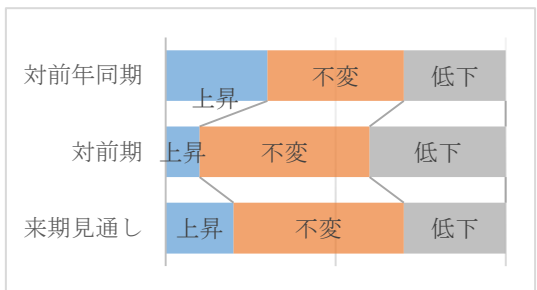 対前年同期 上昇 不変 低下
対前期 上昇 不変 低下
来期見通し 上昇 不変 低下